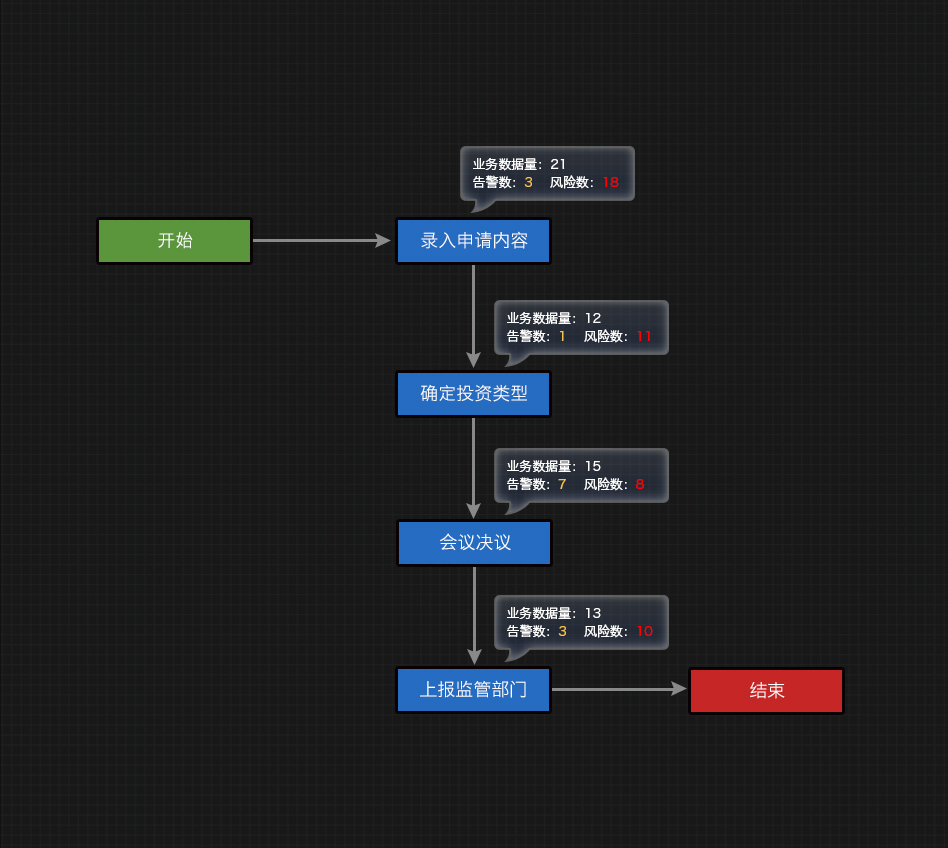 业务数据量：21
告警数：3 风险数：18
开始
录入申请内容
业务数据量：12
告警数：1 风险数：11
确定投资类型
业务数据量：15
告警数：7 风险数：8
会议决议
业务数据量：13
告警数：3 风险数：10
上报监管部门
结束